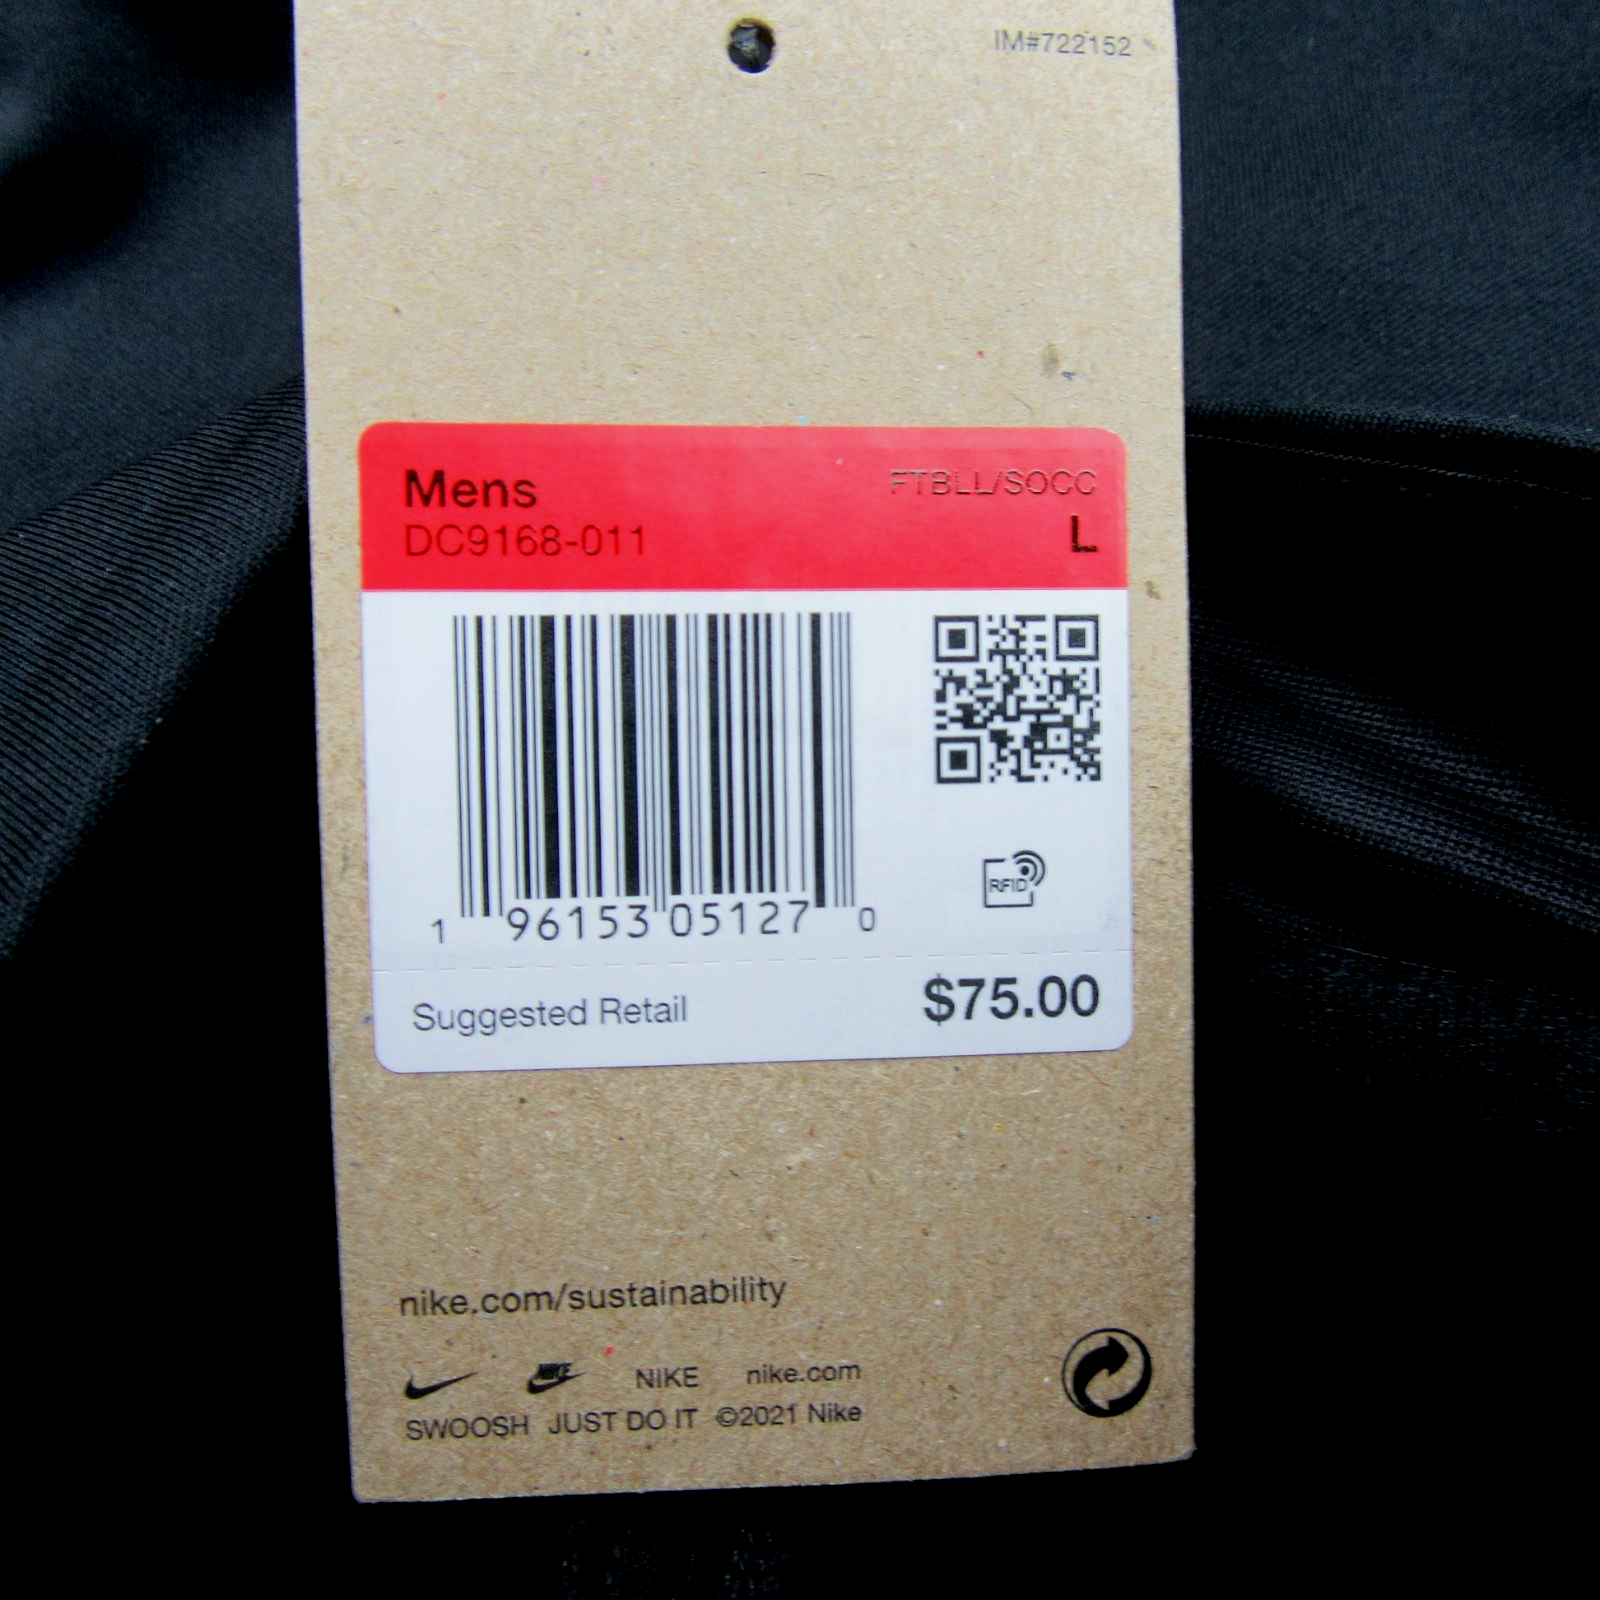 IM#722152
Mens FTBLL/SOCC
DC9168-011 L
1 96153 05127 0
RFID
Suggested Retail $75.00
nike.com/sustainability
NIKE NIKE nike.com
SWOOSH JUST DO IT ©2021 Nike